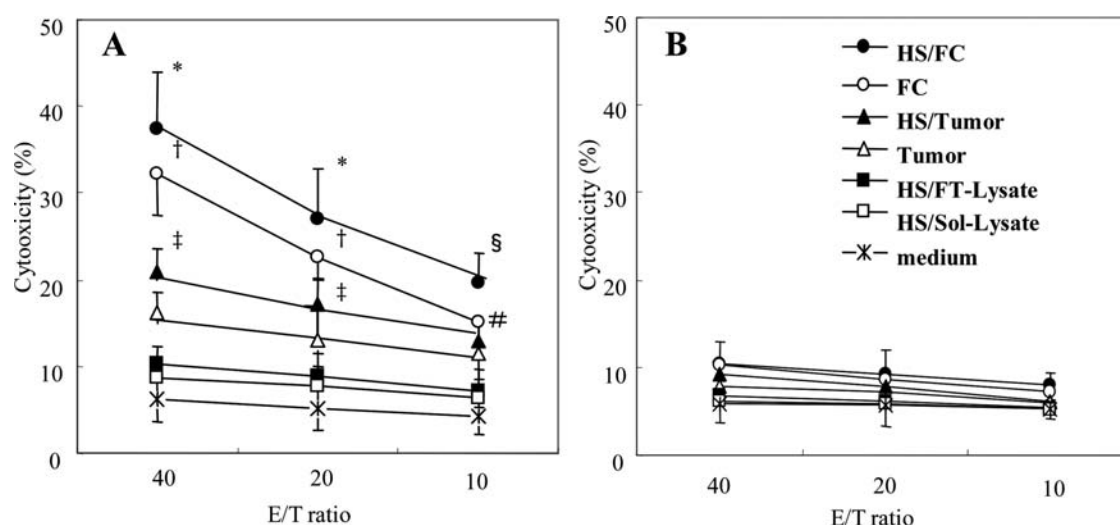 A
Cytooxicity (%)
50
40
30
20
10
0
*
†
*
†
‡
‡
§
#
40 20 10
E/T ratio
B
Cytooxicity (%)
50
40
30
20
10
0
HS/FC
FC
HS/Tumor
Tumor
HS/FT-Lysate
HS/Sol-Lysate
medium
40 20 10
E/T ratio